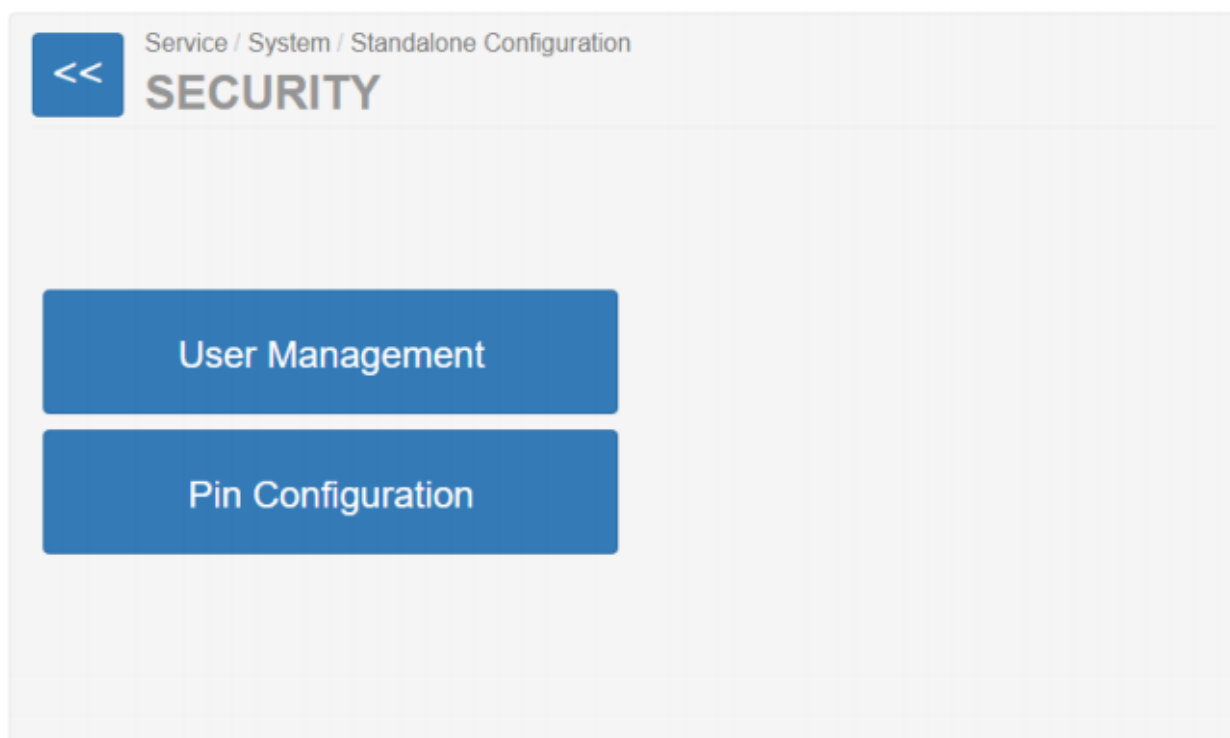 <<
Service / System / Standalone Configuration
SECURITY
User Management
Pin Configuration